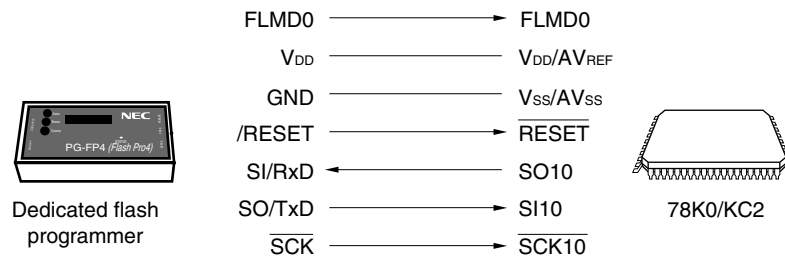 FLMD0 FLMD0
VDD VDD/AVREF
GND VSS/AVSS
/RESET RESET
SI/RxD SO10
SO/TxD SI10
SCK SCK10
NEC
PG-FP4 (Flash Pro4)
Dedicated flash
programmer
78K0/KC2